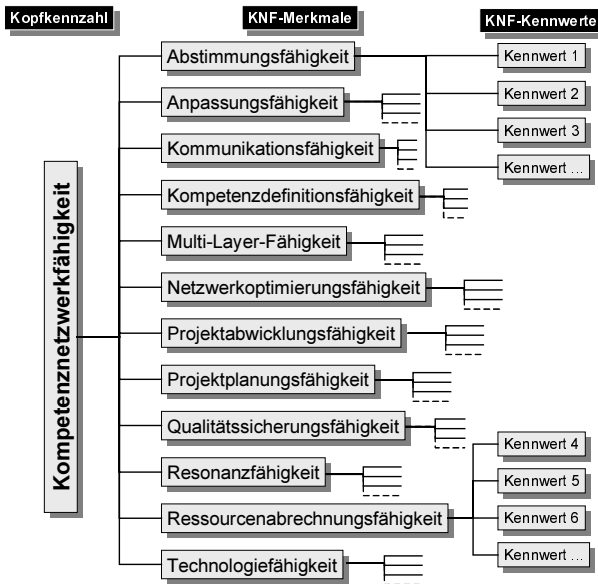 Kopfkennzahl
KNF-Merkmale
KNF-Kennwerte
Kompetenznetzwerkfähigkeit
Abstimmungsfähigkeit
Kennwert 1
Kennwert 2
Kennwert 3
Kennwert ...
Anpassungsfähigkeit
Kommunikationsfähigkeit
Kompetenzdefinitionsfähigkeit
Multi-Layer-Fähigkeit
Netzwerkoptimierungsfähigkeit
Projektabwicklungsfähigkeit
Projektplanungsfähigkeit
Qualitätssicherungsfähigkeit
Resonanzfähigkeit
Ressourcenabrechnungsfähigkeit
Kennwert 4
Kennwert 5
Kennwert 6
Kennwert ...
Technologiefähigkeit